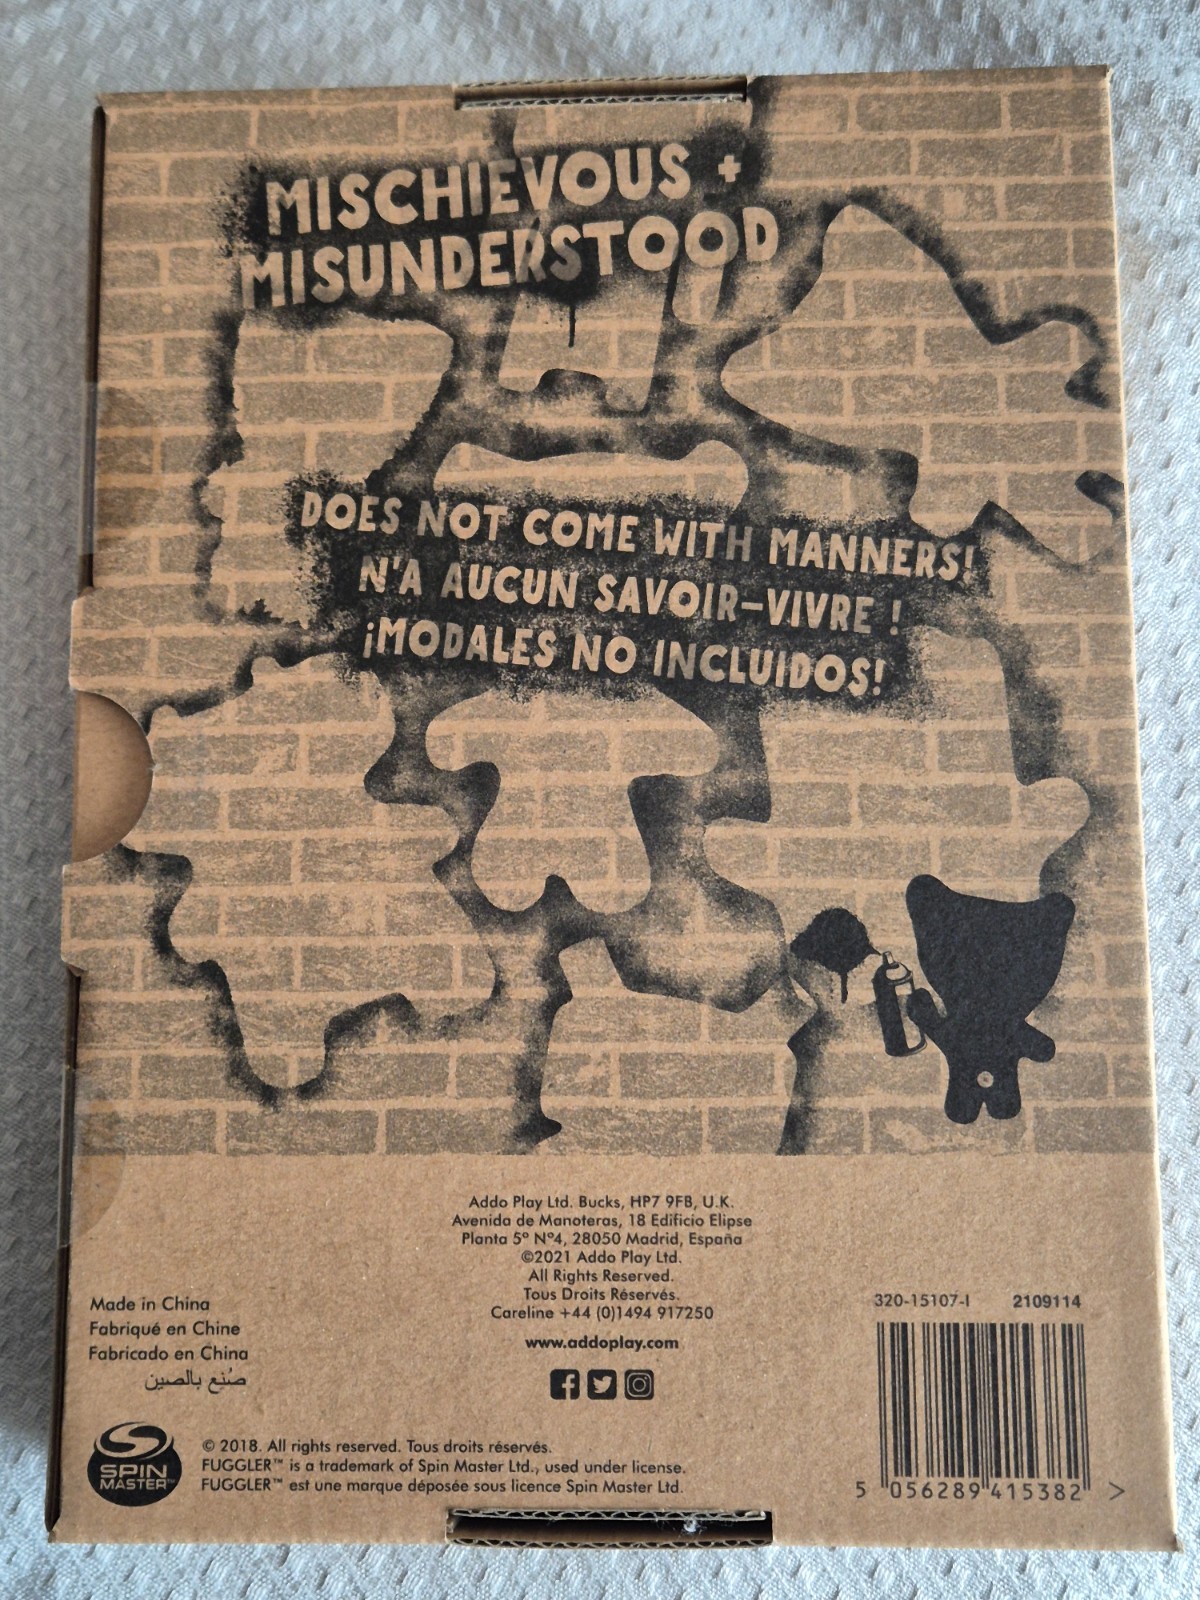 MISCHIEVOUS +
MISUNDERSTOOD™
DOES NOT COME WITH MANNERS!
N'A AUCUN SAVOIR-VIVRE !
¡MODALES NO INCLUIDOS!
Addo Play Ltd. Bucks, HP7 9FB, U.K.
Avenida de Manoteras, 18 Edificio Elipse
Planta 5º Nº4, 28050 Madrid, España
©2021 Addo Play Ltd.
All Rights Reserved.
Tous Droits Réservés.
Careline +44 (0)1494 917250
www.addoplay.com
Made in China
Fabriqué en Chine
Fabricado en China
صُنع بالصين
SPIN
MASTER™
© 2018. All rights reserved. Tous droits réservés.
FUGGLER™ is a trademark of Spin Master Ltd., used under license.
FUGGLER™ est une marque déposée sous licence Spin Master Ltd.
320-15107-I 2109114
5 056289 415382 >